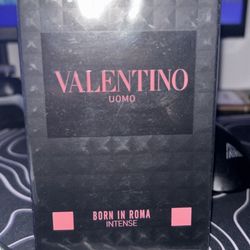 VALENTINO
UOMO
BORN IN ROMA
INTENSE